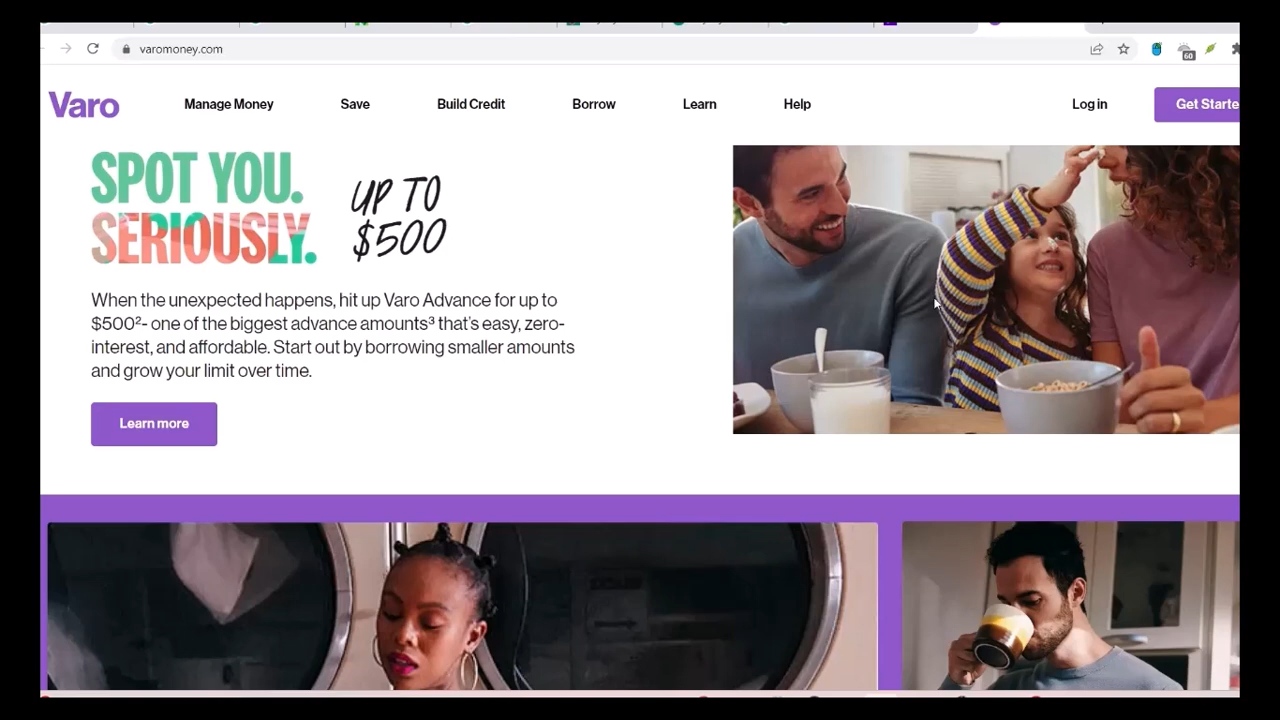 varomoney.com
60
Varo
Manage Money
Save
Build Credit
Borrow
Learn
Help
Log in
Get Starte
SPOT YOU.
SERIOUSLY.
UP TO
$500
When the unexpected happens, hit up Varo Advance for up to
$500²- one of the biggest advance amounts³ that's easy, zero-
interest, and affordable. Start out by borrowing smaller amounts
and grow your limit over time.
Learn more